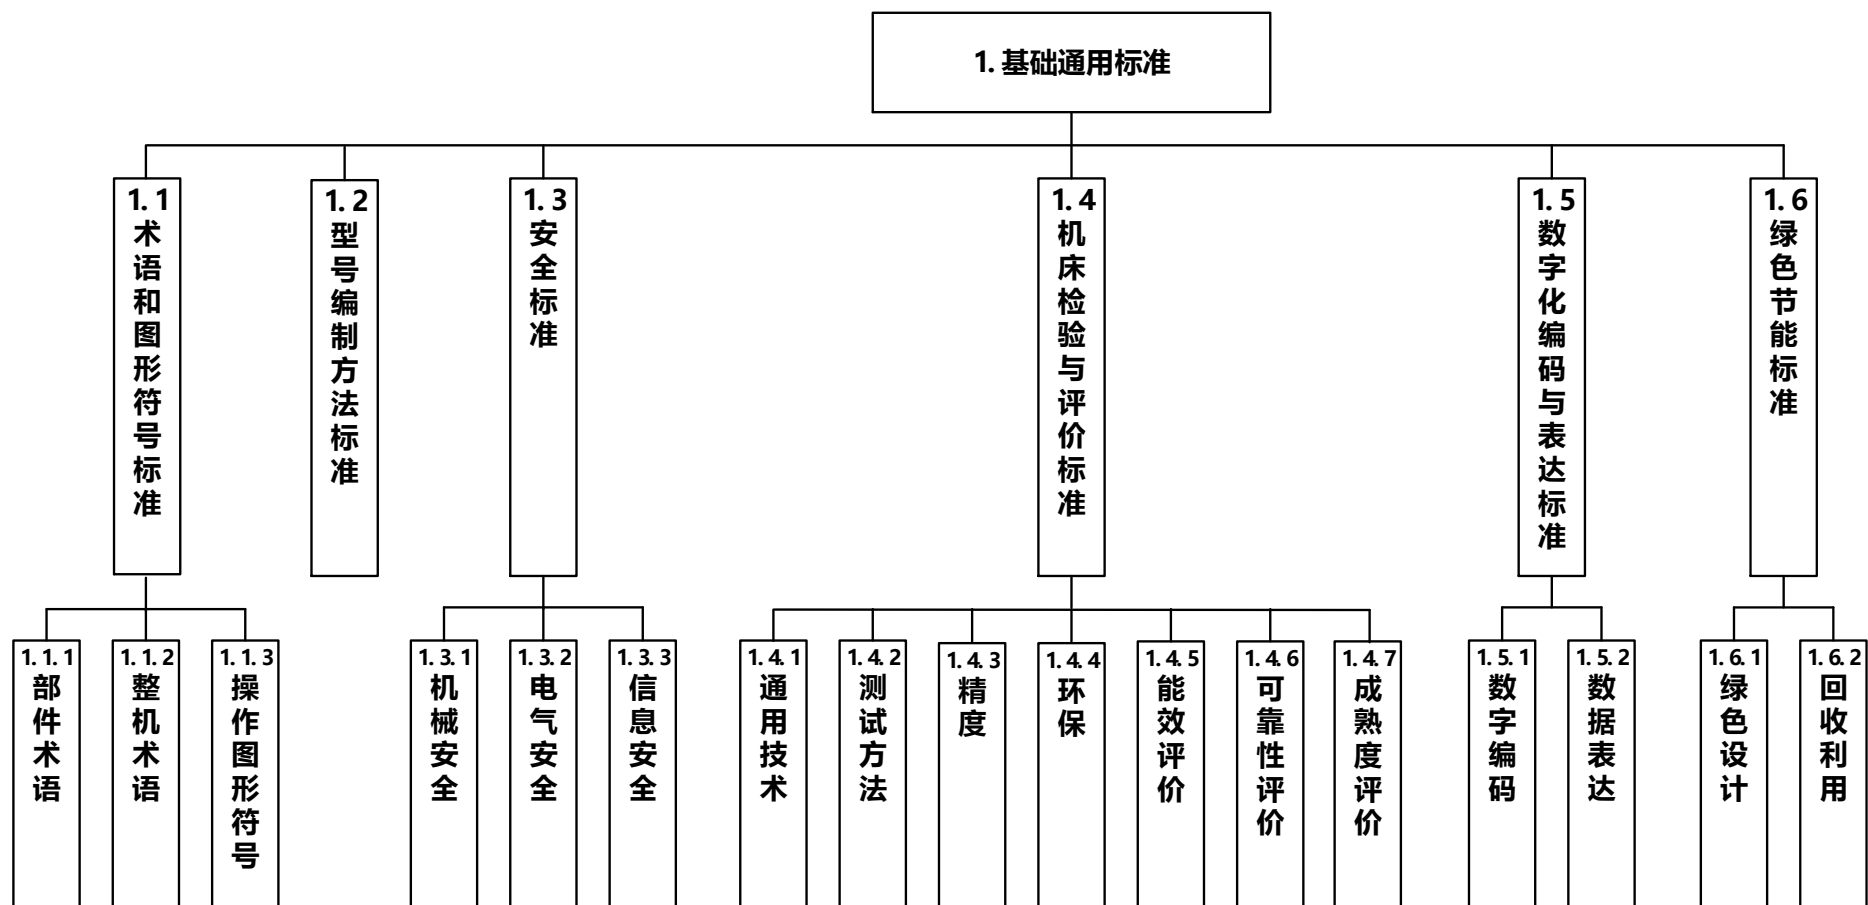 1. 基础通用标准
1. 1 术语和图形符号标准
1. 2 型号编制方法标准
1. 3 安全标准
1. 4 机床检验与评价标准
1. 5 数字化编码与表达标准
1. 6 绿色节能标准
1. 1. 1 部件术语
1. 1. 2 整机术语
1. 1. 3 操作图形符号
1. 3. 1 机械安全
1. 3. 2 电气安全
1. 3. 3 信息安全
1. 4. 1 通用技术
1. 4. 2 测试方法
1. 4. 3 精度
1. 4. 4 环保
1. 4. 5 能效评价
1. 4. 6 可靠性评价
1. 4. 7 成熟度评价
1. 5. 1 数字编码
1. 5. 2 数据表达
1. 6. 1 绿色设计
1. 6. 2 回收利用